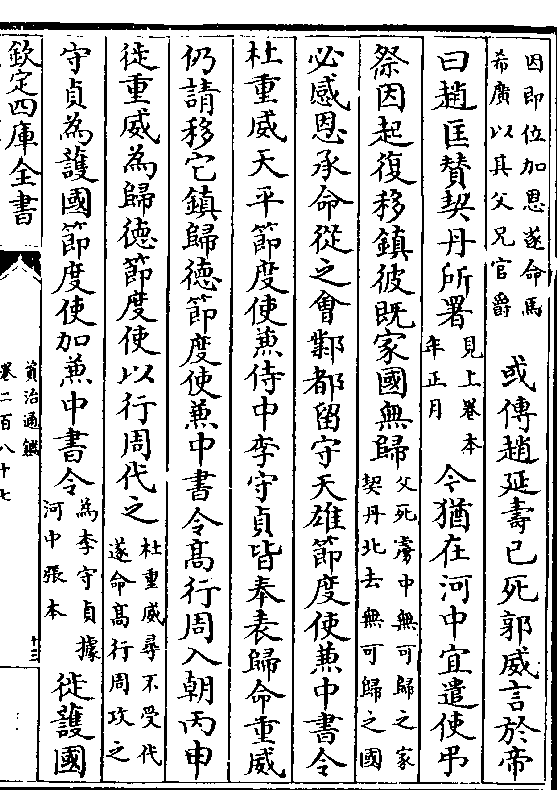 因即位加恩遂命馬
希廣以其父兄官爵
或傳趙延壽已死郭威言於帝
曰趙匡贊契丹所署
見上卷本
年正月
今猶在河中宜遣使弔
祭因起復移鎮彼既家國無歸
父死虜中無可歸之家
契丹北去無可歸之國
必感恩承命從之會鄴都留守天雄節度使兼中書令
杜重威天平節度使兼侍中李守貞皆奉表歸命重威
仍請移它鎮歸德節度使兼中書令高行周入朝丙申
徙重威為歸德節度使以行周代之
杜重威尋不受代
遂命高行周攻之
守貞為護國節度使加兼中書令
為李守貞據
河中張本
徙護國
欽定四庫全書
資治通鑑
卷二百八十七
十三